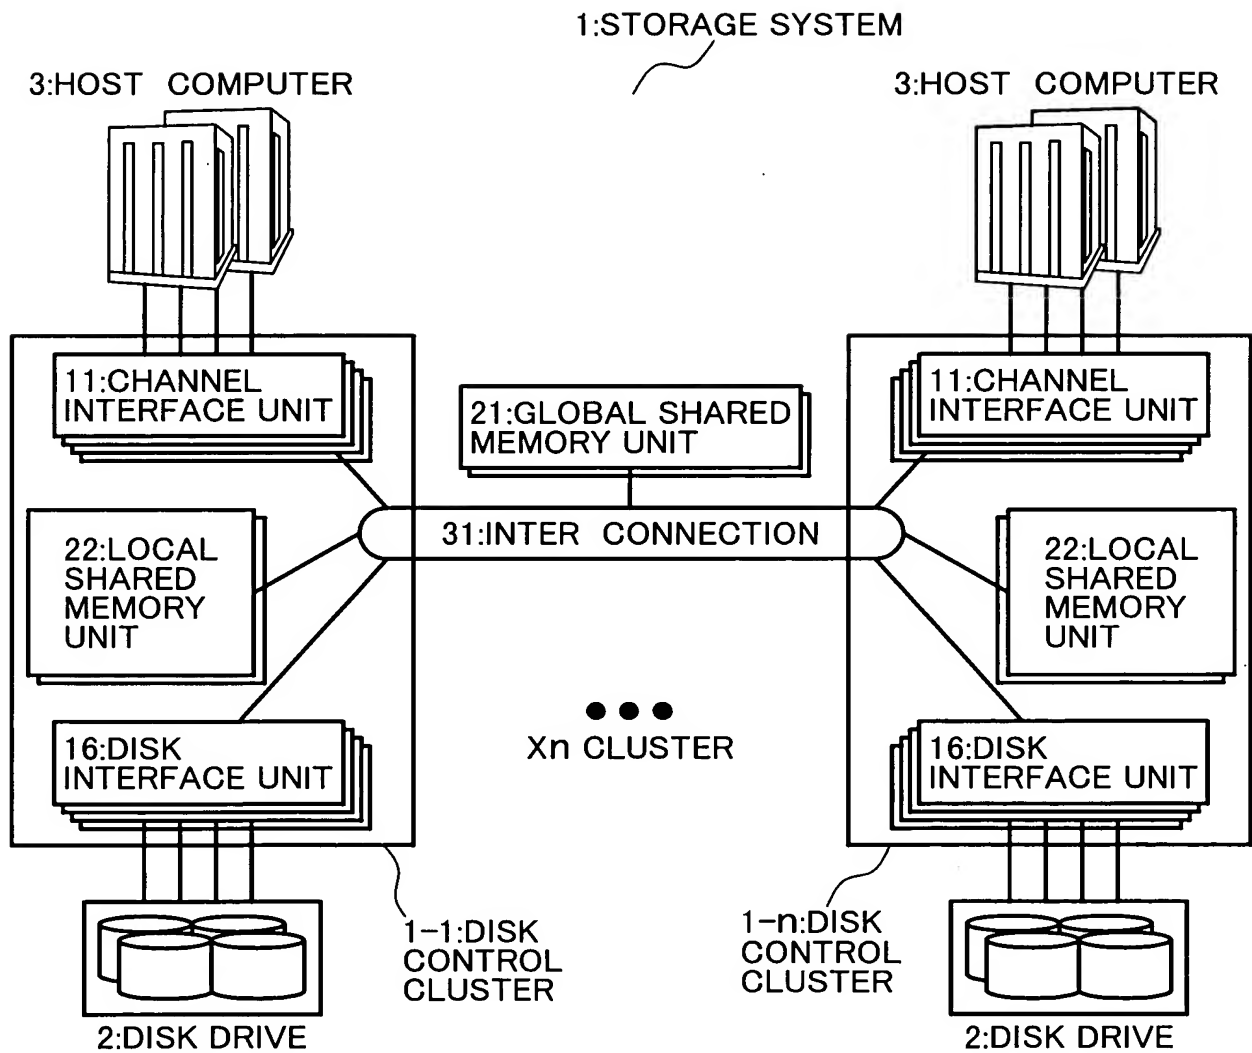 1:STORAGE SYSTEM
3:HOST COMPUTER
3:HOST COMPUTER
11:CHANNEL
INTERFACE UNIT
21:GLOBAL SHARED
MEMORY UNIT
11:CHANNEL
INTERFACE UNIT
31:INTER CONNECTION
22:LOCAL
SHARED
MEMORY
UNIT
22:LOCAL
SHARED
MEMORY
UNIT
16:DISK
INTERFACE UNIT
Xn CLUSTER
16:DISK
INTERFACE UNIT
1-1:DISK
CONTROL
CLUSTER
1-n:DISK
CONTROL
CLUSTER
2:DISK DRIVE
2:DISK DRIVE